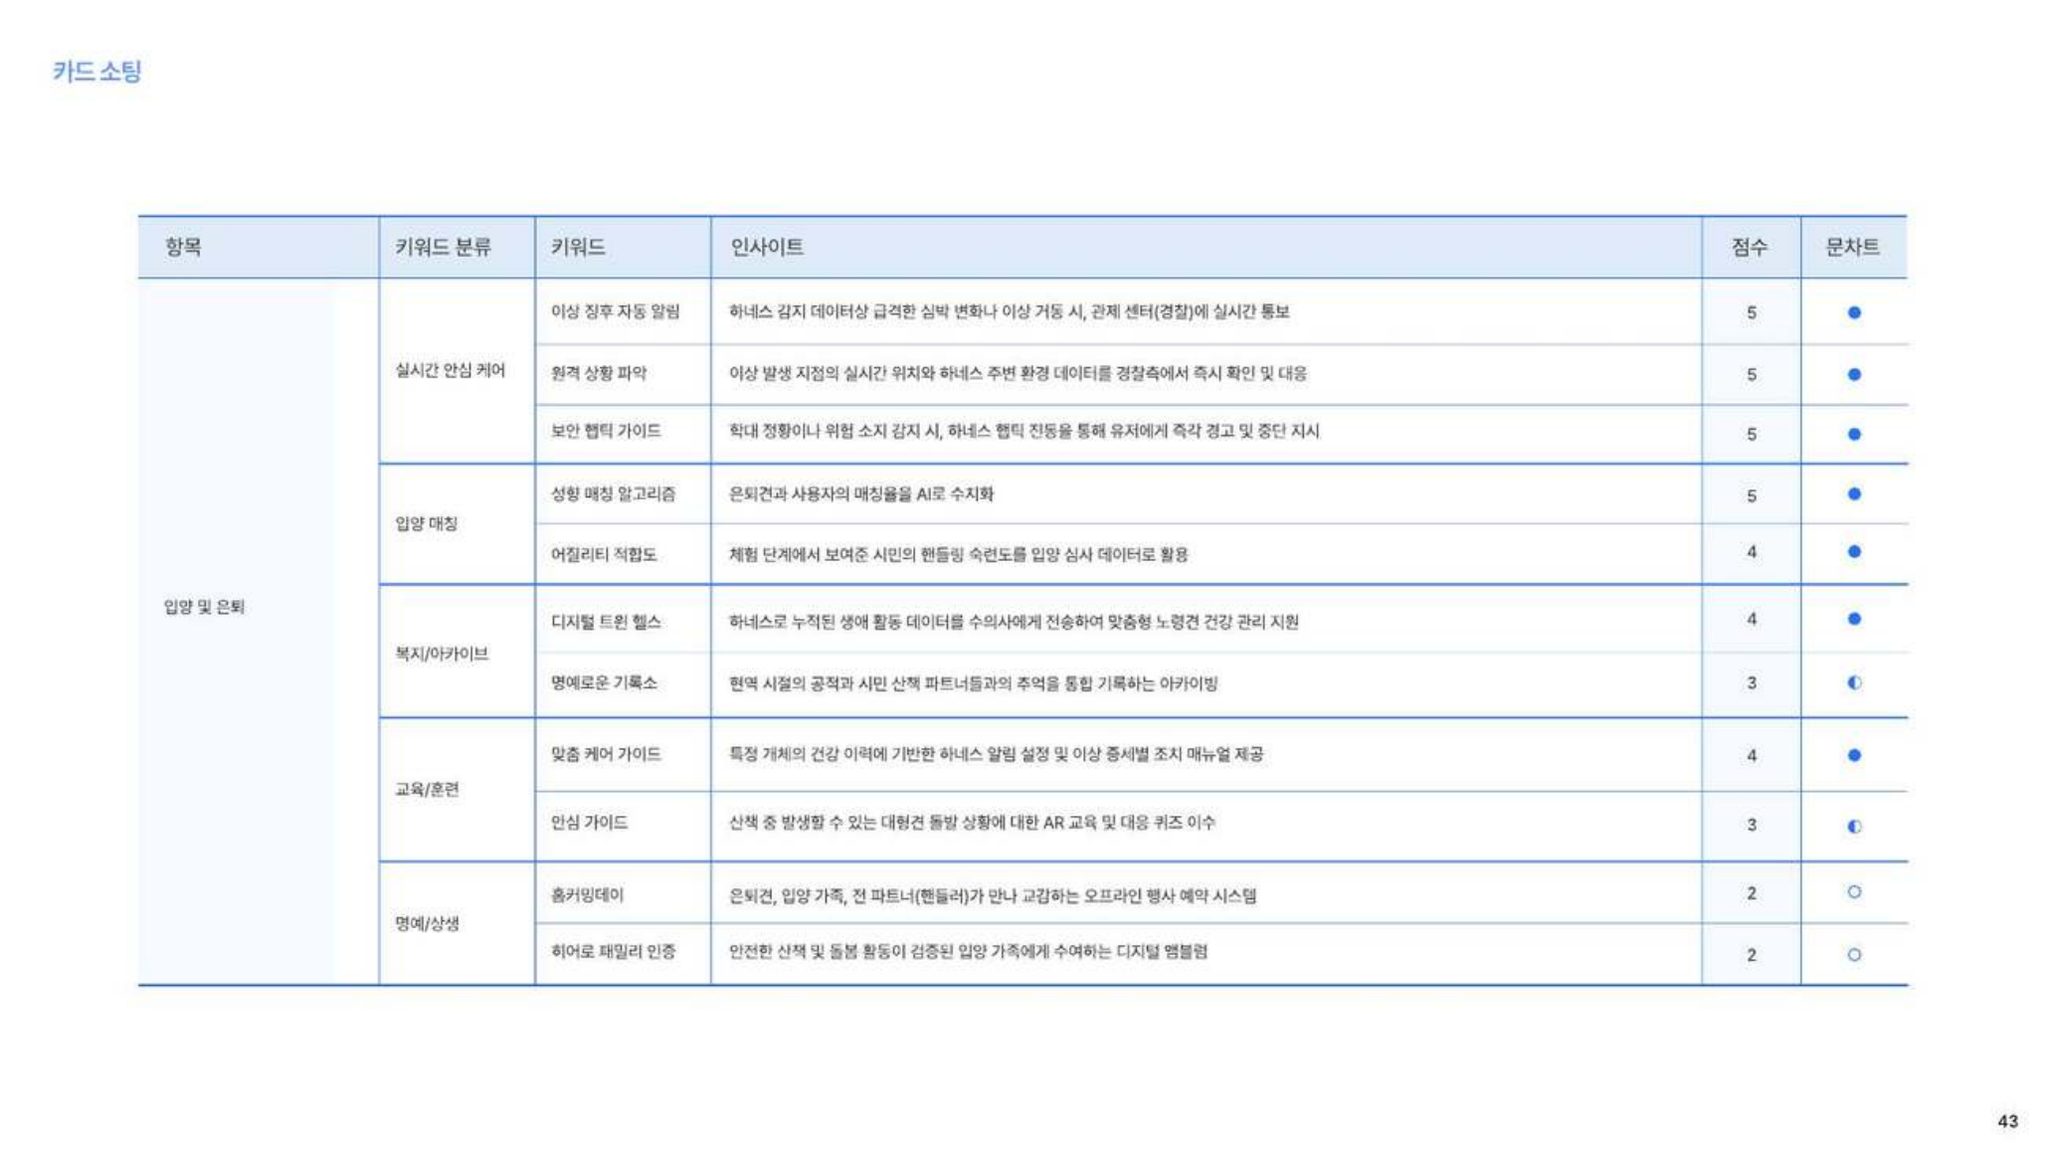 카드 소팅
항목 키워드 분류 키워드 인사이트 점수 문차트
입양 및 은퇴
실시간 안심 케어
이상 징후 자동 알림 하네스 감지 데이터상 급격한 심박 변화나 이상 거동 시, 관제 센터(경찰)에 실시간 통보 5
원격 상황 파악 이상 발생 지점의 실시간 위치와 하네스 주변 환경 데이터를 경찰측에서 즉시 확인 및 대응 5
보안 햅틱 가이드 학대 정황이나 위험 소지 감지 시, 하네스 햅틱 진동을 통해 유저에게 즉각 경고 및 중단 지시 5
입양 매칭
성향 매칭 알고리즘 은퇴견과 사용자의 매칭율을 AI로 수치화 5
어질리티 적합도 체험 단계에서 보여준 시민의 핸들링 숙련도를 입양 심사 데이터로 활용 4
복지/아카이브
디지털 트윈 헬스 하네스로 누적된 생애 활동 데이터를 수의사에게 전송하여 맞춤형 노령견 건강 관리 지원 4
명예로운 기록소 현역 시절의 공적과 시민 산책 파트너들과의 추억을 통합 기록하는 아카이빙 3
교육/훈련
맞춤 케어 가이드 특정 개체의 건강 이력에 기반한 하네스 알림 설정 및 이상 증세별 조치 매뉴얼 제공 4
안심 가이드 산책 중 발생할 수 있는 대형견 돌발 상황에 대한 AR 교육 및 대응 퀴즈 이수 3
명예/상생
홈커밍데이 은퇴견, 입양 가족, 전 파트너(핸들러)가 만나 교감하는 오프라인 행사 예약 시스템 2
히어로 패밀리 인증 안전한 산책 및 돌봄 활동이 검증된 입양 가족에게 수여하는 디지털 앰블럼 2
43